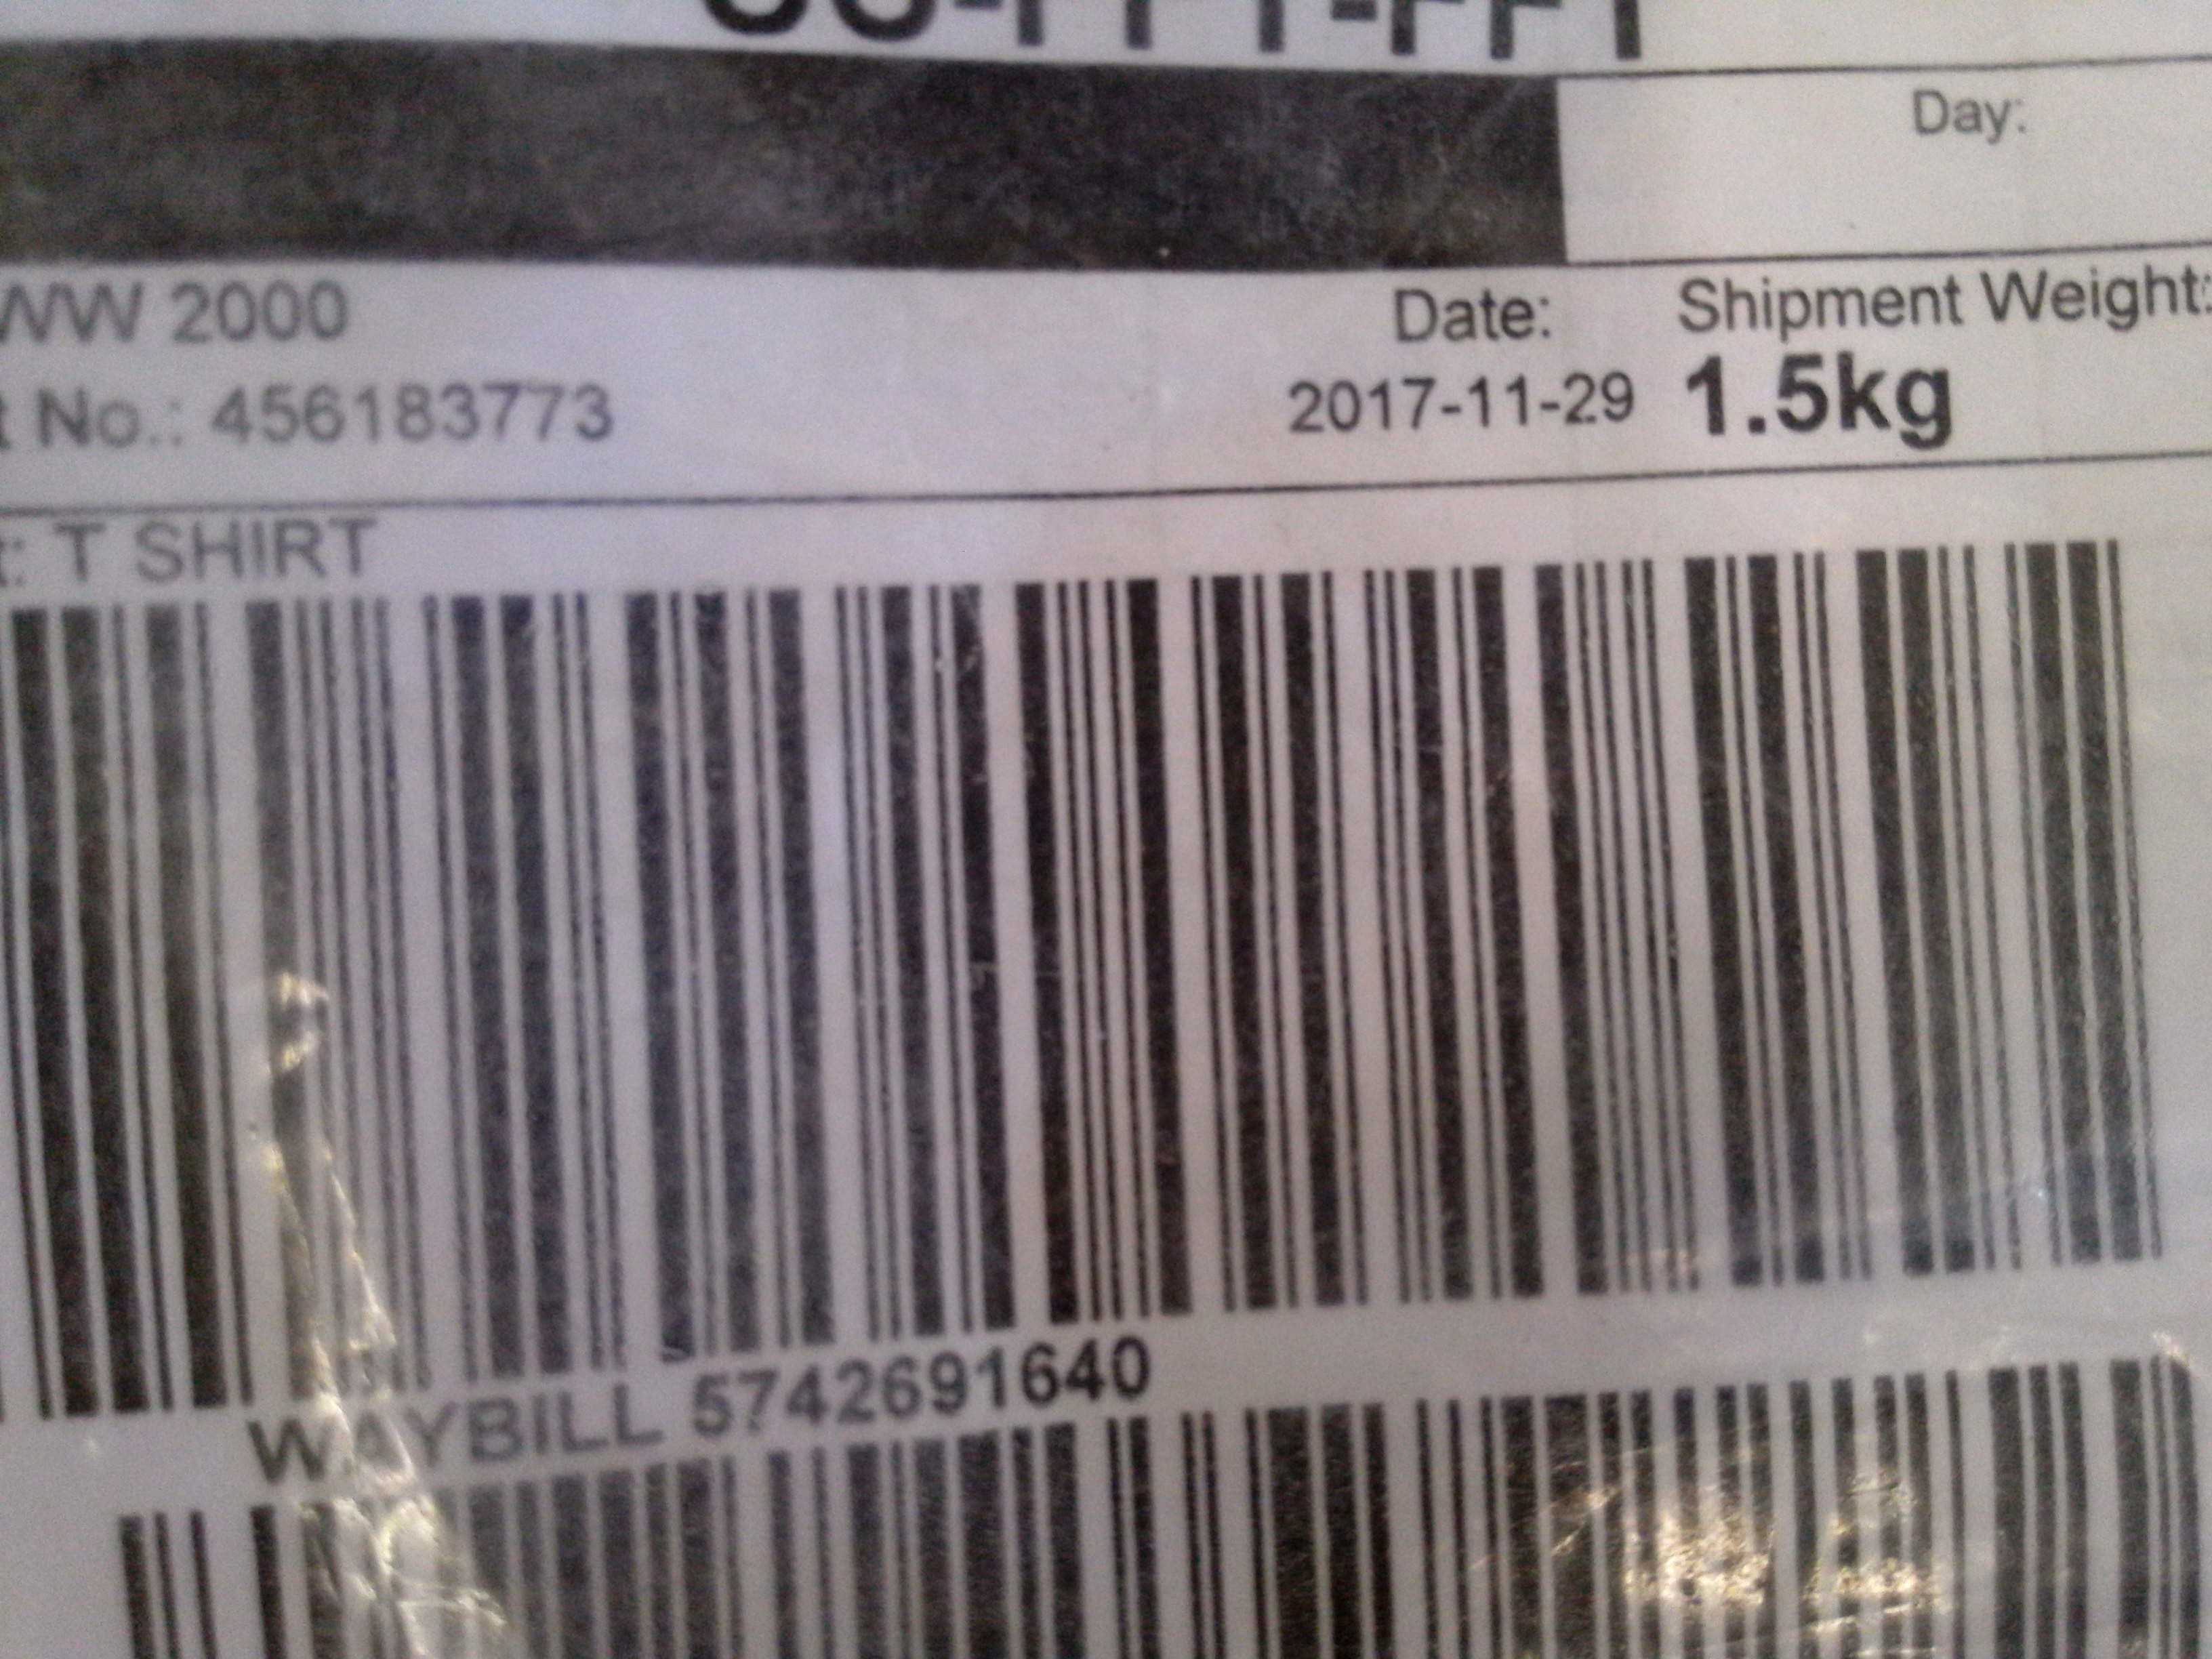 Day:
WW 2000
Date: Shipment Weight:
t No.: 456183773
2017-11-29 1.5kg
t: T SHIRT
WAYBILL 5742691640